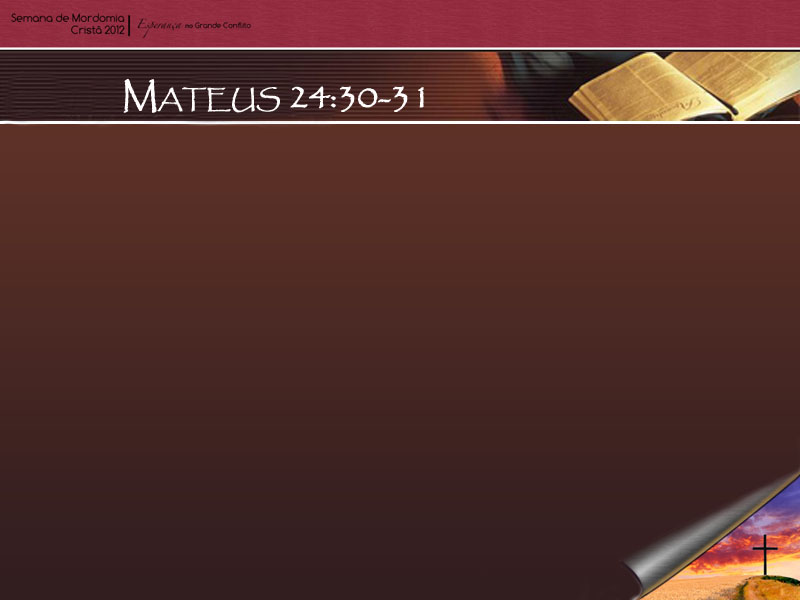 Semana de Mordomia
Cristã 2012
Esperança no Grande Conflito
MATEUS 24:30-31